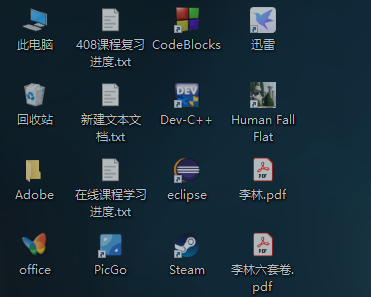 此电脑
408课程复习
进度.txt
CodeBlocks
迅雷
回收站
新建文本文
档.txt
Dev-C++
Human Fall
Flat
Adobe
在线课程学习
进度.txt
eclipse
李林.pdf
office
PicGo
Steam
李林六套卷.
pdf